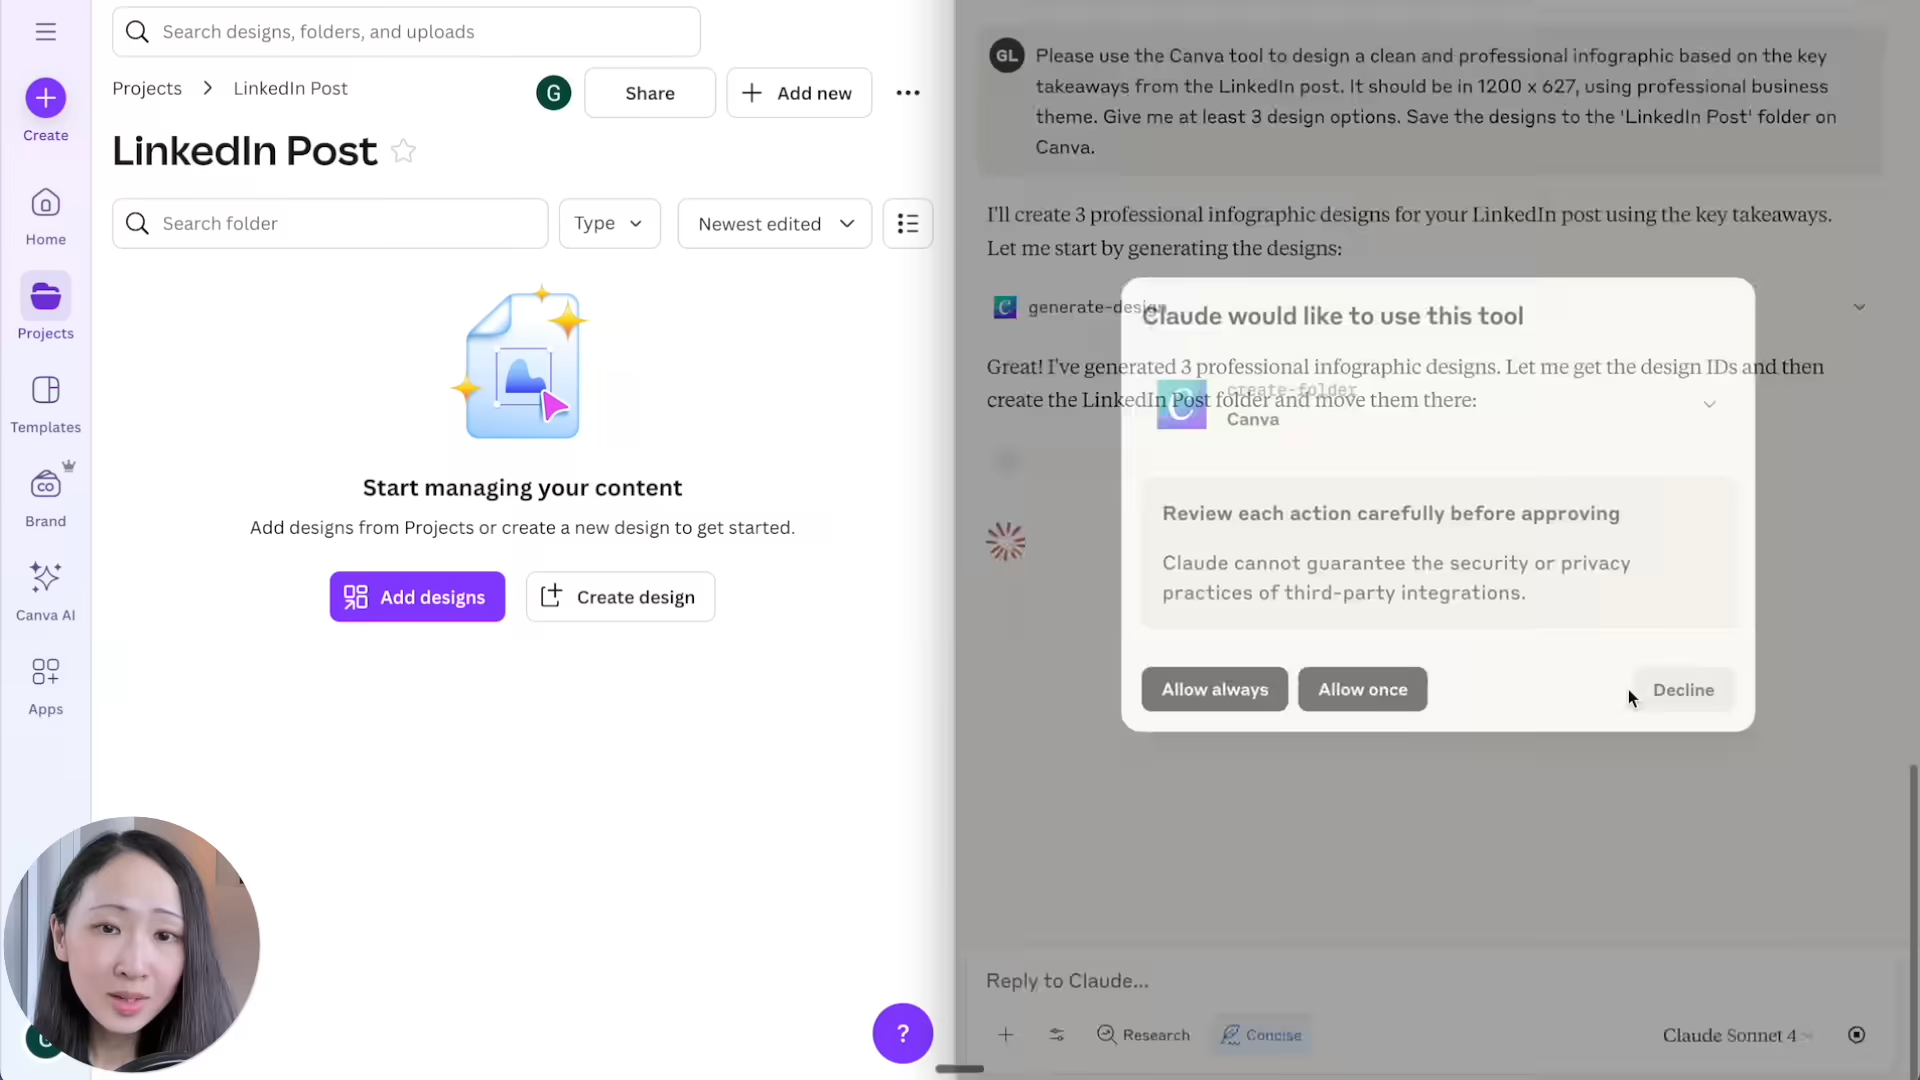 Search designs, folders, and uploads
Create
Home
Projects
Templates
Brand
Canva AI
Apps
Projects > LinkedIn Post
G
Share
+ Add new
LinkedIn Post
Search folder
Type
Newest edited
Start managing your content
Add designs from Projects or create a new design to get started.
Add designs
Create design
?
GL
Please use the Canva tool to design a clean and professional infographic based on the key
takeaways from the LinkedIn post. It should be in 1200 x 627, using professional business
theme. Give me at least 3 design options. Save the designs to the 'LinkedIn Post' folder on
Canva.
I'll create 3 professional infographic designs for your LinkedIn post using the key takeaways.
Let me start by generating the designs:
generate-design
Great! I've generated 3 professional infographic designs. Let me get the design IDs and then
create the LinkedIn Post folder and move them there:
Claude would like to use this tool
create-folder
Canva
Review each action carefully before approving
Claude cannot guarantee the security or privacy
practices of third-party integrations.
Allow always
Allow once
Decline
Reply to Claude...
Research
Concise
Claude Sonnet 4